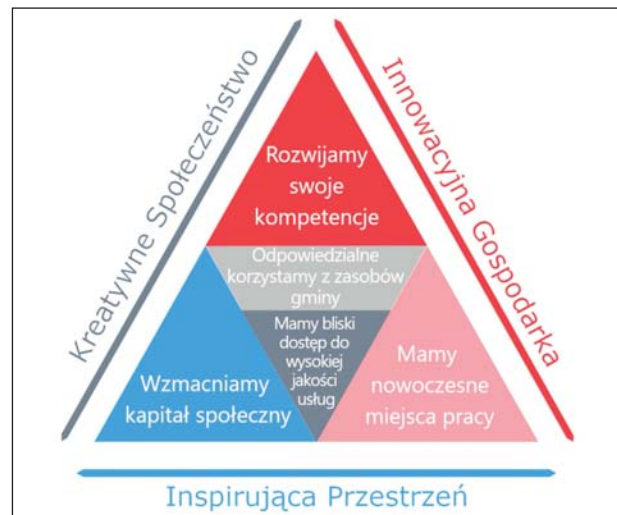 Kreatywne Społeczeństwo
Innowacyjna Gospodarka
Rozwijamy
swoje
kompetencje
Odpowiedzialne
korzystamy z zasobów
gminy
Mamy bliski
dostęp do
wysokiej
jakości
usług
Wzmacniamy
kapitał społeczny
Mamy
nowoczesne
miejsca pracy
Inspirująca Przestrzeń